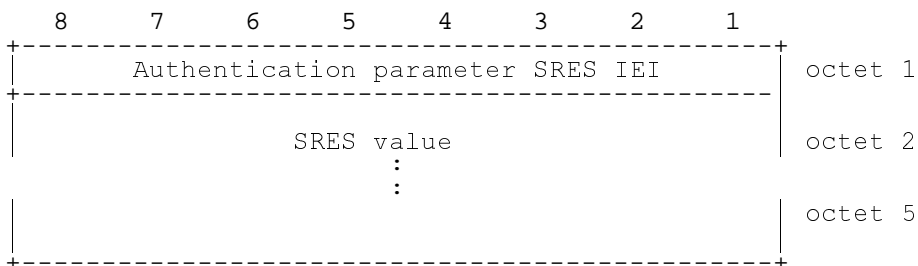 8 7 6 5 4 3 2 1
+-----------------------------------------------+
| Authentication parameter SRES IEI | octet 1
+-----------------------------------------------
SRES value | octet 2
:
:
| | octet 5
+-----------------------------------------------+